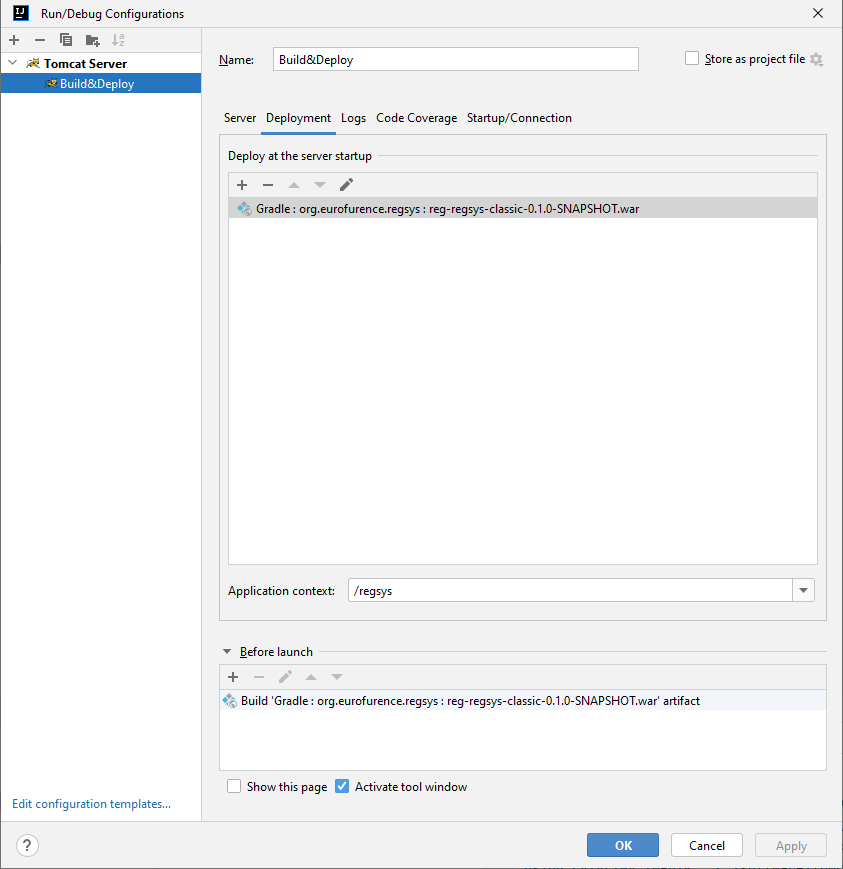 Run/Debug Configurations
Tomcat Server
Build&Deploy
Name: Build&Deploy Store as project file
Server Deployment Logs Code Coverage Startup/Connection
Deploy at the server startup
Gradle : org.eurofurence.regsys : reg-regsys-classic-0.1.0-SNAPSHOT.war
Application context: /regsys
Before launch
Build 'Gradle : org.eurofurence.regsys : reg-regsys-classic-0.1.0-SNAPSHOT.war' artifact
Show this page Activate tool window
Edit configuration templates...
? OK Cancel Apply